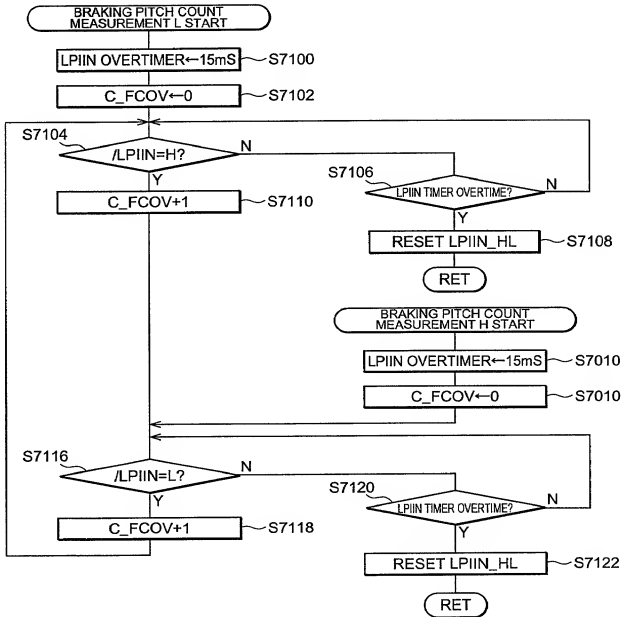 BRAKING PITCH COUNT
MEASUREMENT L START
LPIIN OVERTIMER←15mS
S7100
C_FCOV←0
S7102
S7104
/LPIIN=H?
N
Y
S7106
LPIIN TIMER OVERTIME?
N
Y
C_FCOV+1
S7110
RESET LPIIN_HL
S7108
RET
BRAKING PITCH COUNT
MEASUREMENT H START
LPIIN OVERTIMER←15mS
S7010
C_FCOV←0
S7010
S7116
/LPIIN=L?
N
Y
S7120
LPIIN TIMER OVERTIME?
N
Y
C_FCOV+1
S7118
RESET LPIIN_HL
S7122
RET